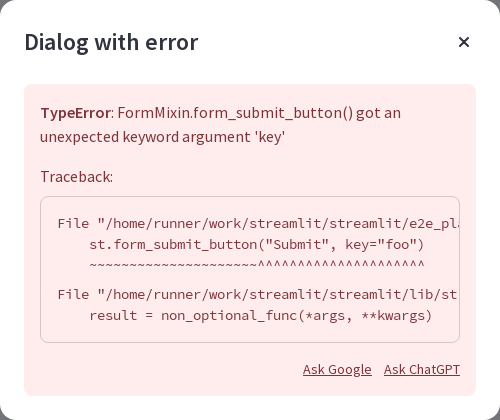 Dialog with error
TypeError: FormMixin.form_submit_button() got an
unexpected keyword argument 'key'
Traceback:
File "/home/runner/work/streamlit/streamlit/e2e_pla
st.form_submit_button("Submit", key="foo")
~~~~~~~~~~~~~~~~~~~~~^^^^^^^^^^^^^^^^^^^^^
File "/home/runner/work/streamlit/streamlit/lib/st
result = non_optional_func(*args, **kwargs)
Ask Google Ask ChatGPT